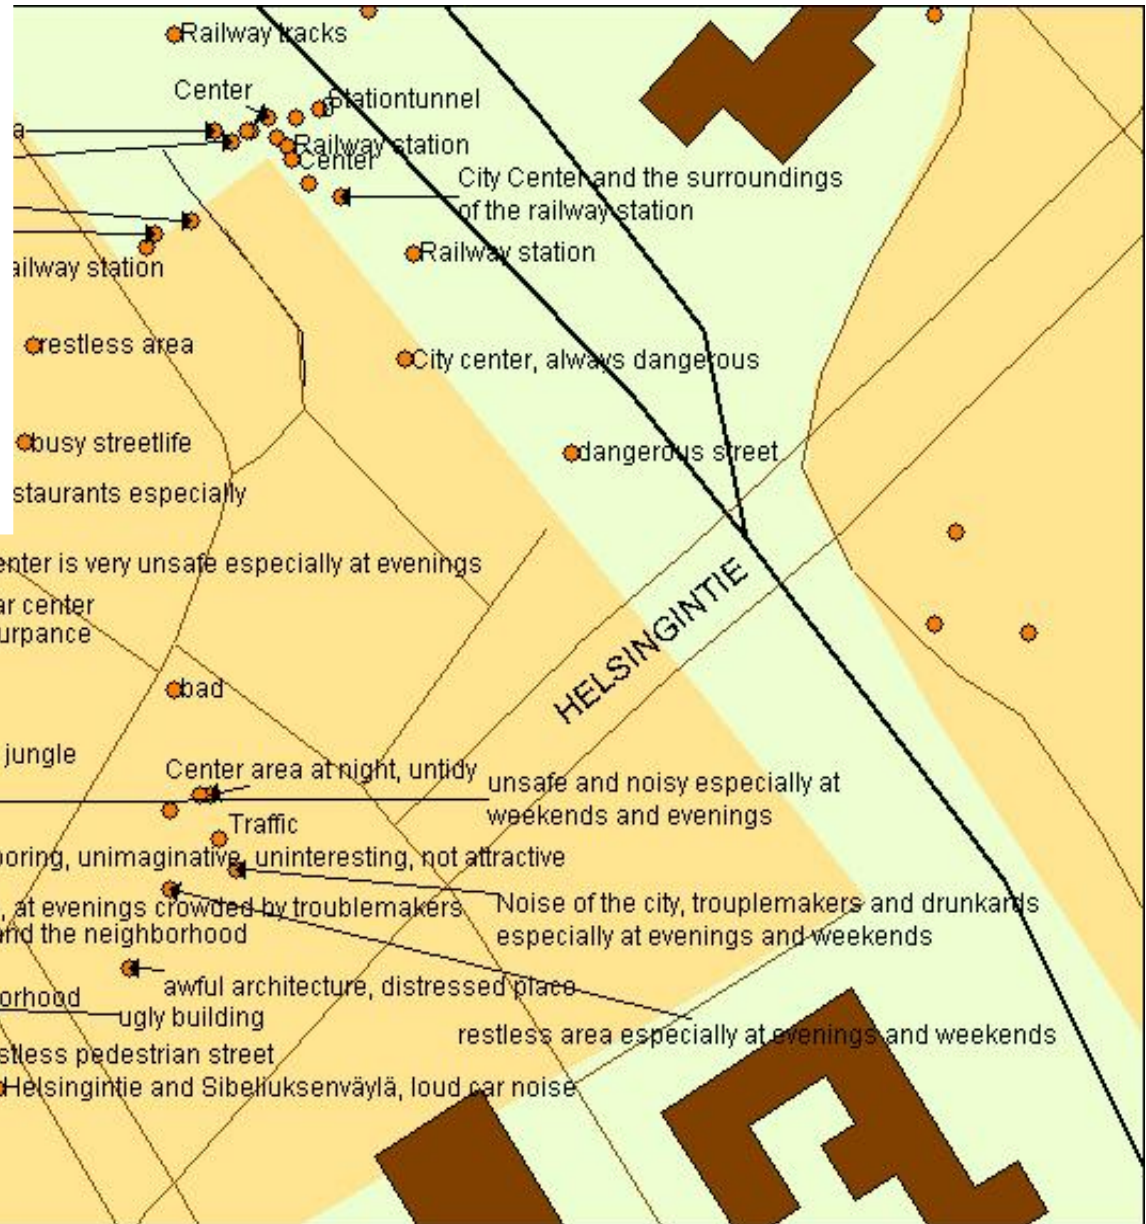 Railway tracks
Center
Stationtunnel
a
Railway station
Center
City Center and the surroundings
of the railway station
Railway station
ailway station
restless area
City center, always dangerous
busy streetlife
dangerous street
staurants especially
enter is very unsafe especially at evenings
ar center
urpance
HELSINGINTIE
bad
jungle
Center area at night, untidy
unsafe and noisy especially at
weekends and evenings
Traffic
boring, unimaginative, uninteresting, not attractive
, at evenings crowded by troublemakers
and the neighborhood
Noise of the city, trouplemakers and drunkards
especially at evenings and weekends
awful architecture, distressed place
orhood
ugly building
restless area especially at evenings and weekends
stless pedestrian street
Helsingintie and Sibeliuksenväylä, loud car noise